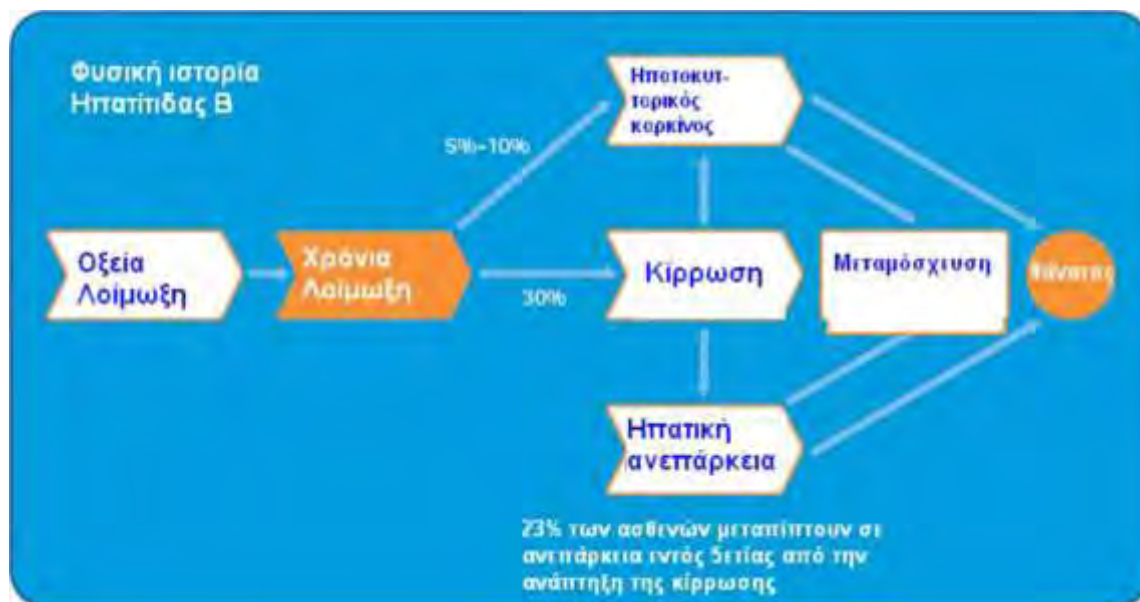 Φυσική ιστορία
Ηπατίτιδας Β
Ηπατοκυτ-
ταρικός
καρκίνος
5%-10%
Οξεία
Λοίμωξη
Χρόνια
Λοίμωξη
30%
Κίρρωση
Μεταμόσχευση
Θάνατος
Ηπατική
ανεπάρκεια
23% των ασθενών μεταπίπτουν σε
ανεπάρκεια εντός 5ετίας από την
ανάπτηξη της κίρρωσης